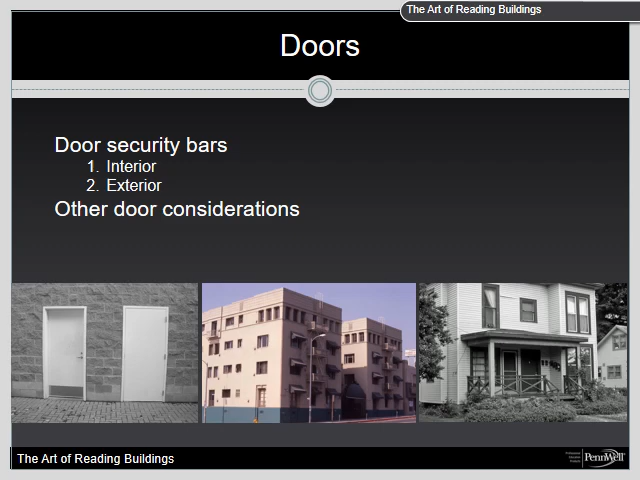 The Art of Reading Buildings
Doors
Door security bars
1. Interior
2. Exterior
Other door considerations
The Art of Reading Buildings
PennWell